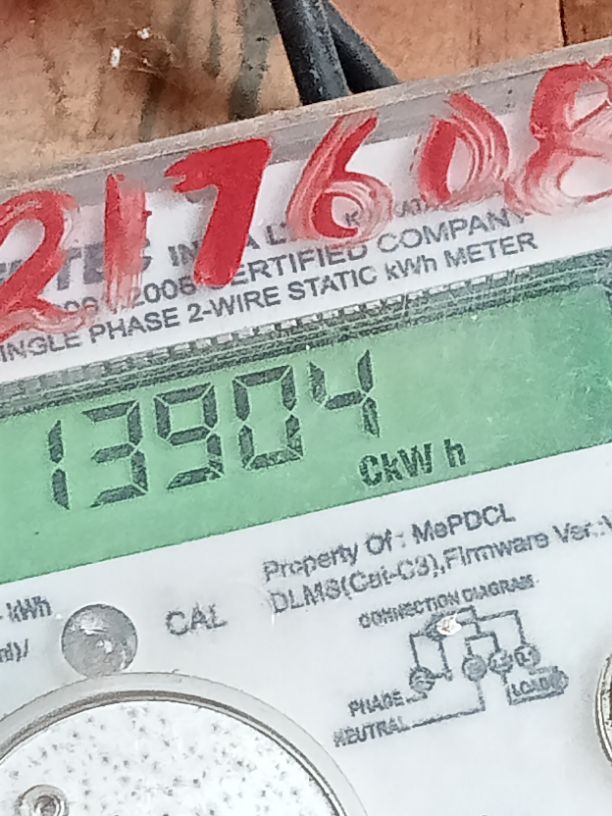 217608
CERTIFIED COMPANY
SINGLE PHASE 2-WIRE STATIC kWh METER
13904
CkWh
Property Of : MePDCL
DLMS(Cat-C3),Firmware Ver.:
kWh
CAL
CONNECTION DIAGRAM
PHASE
NEUTRAL
LOAD